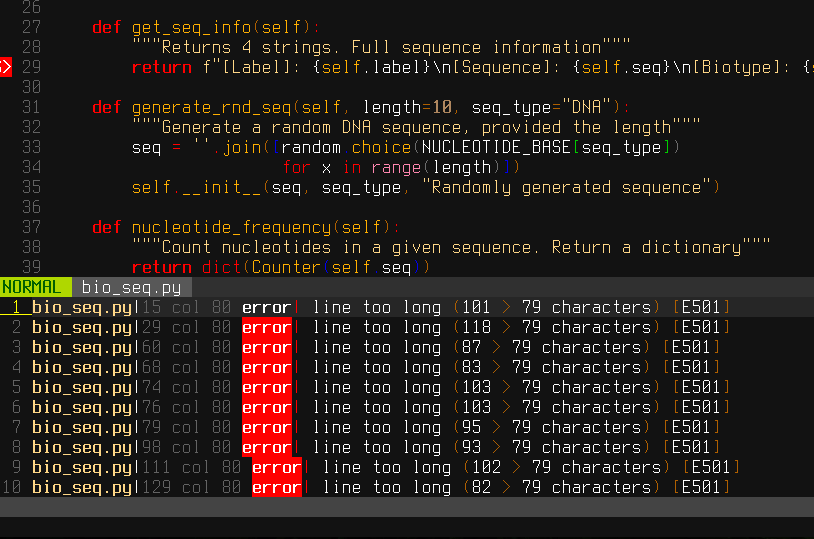 26
27 def get_seq_info(self):
28 """Returns 4 strings. Full sequence information"""
29 return f"[Label]: {self.label}\n[Sequence]: {self.seq}\n[Biotype]: {s
30
31 def generate_rnd_seq(self, length=10, seq_type="DNA"):
32 """Generate a random DNA sequence, provided the length"""
33 seq = ''.join([random.choice(NUCLEOTIDE_BASE[seq_type])
34 for x in range(length)])
35 self.__init__(seq, seq_type, "Randomly generated sequence")
36
37 def nucleotide_frequency(self):
38 """Count nucleotides in a given sequence. Return a dictionary"""
39 return dict(Counter(self.seq))
NORMAL bio_seq.py
1 bio_seq.py|15 col 80 error| line too long (101 > 79 characters) [E501]
2 bio_seq.py|29 col 80 error| line too long (118 > 79 characters) [E501]
3 bio_seq.py|60 col 80 error| line too long (87 > 79 characters) [E501]
4 bio_seq.py|68 col 80 error| line too long (83 > 79 characters) [E501]
5 bio_seq.py|74 col 80 error| line too long (103 > 79 characters) [E501]
6 bio_seq.py|76 col 80 error| line too long (103 > 79 characters) [E501]
7 bio_seq.py|79 col 80 error| line too long (95 > 79 characters) [E501]
8 bio_seq.py|98 col 80 error| line too long (93 > 79 characters) [E501]
9 bio_seq.py|111 col 80 error| line too long (102 > 79 characters) [E501]
10 bio_seq.py|129 col 80 error| line too long (82 > 79 characters) [E501]